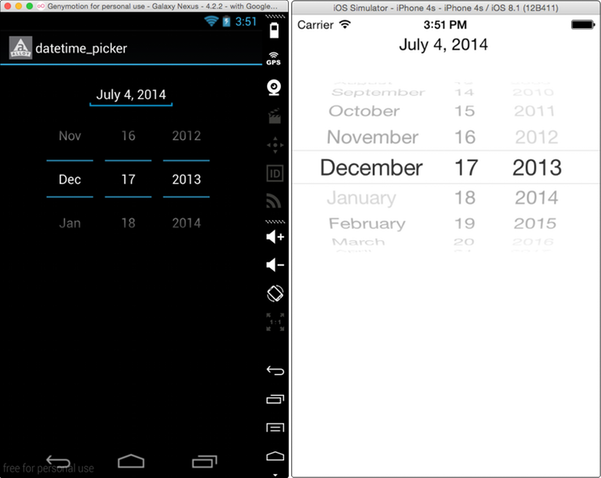 Genymotion for personal use - Galaxy Nexus - 4.2.2 - with Google...
3:51
a
ALLOY
datetime_picker
GPS
July 4, 2014
Nov 16 2012
Dec 17 2013
Jan 18 2014
ID
1:1
free for personal use
iOS Simulator - iPhone 4s - iPhone 4s / iOS 8.1 (12B411)
Carrier 3:51 PM
July 4, 2014
September 14 2010
October 15 2011
November 16 2012
December 17 2013
January 18 2014
February 19 2015
March 20 2016